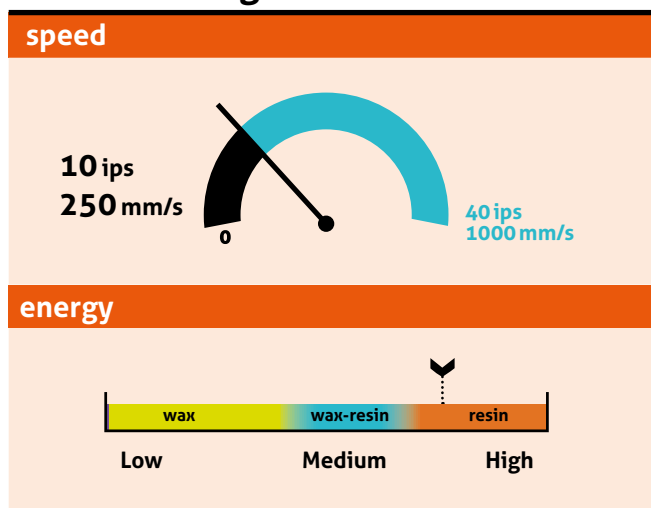 speed
10 ips
250 mm/s
0
40 ips
1000 mm/s
energy
wax wax-resin resin
Low Medium High